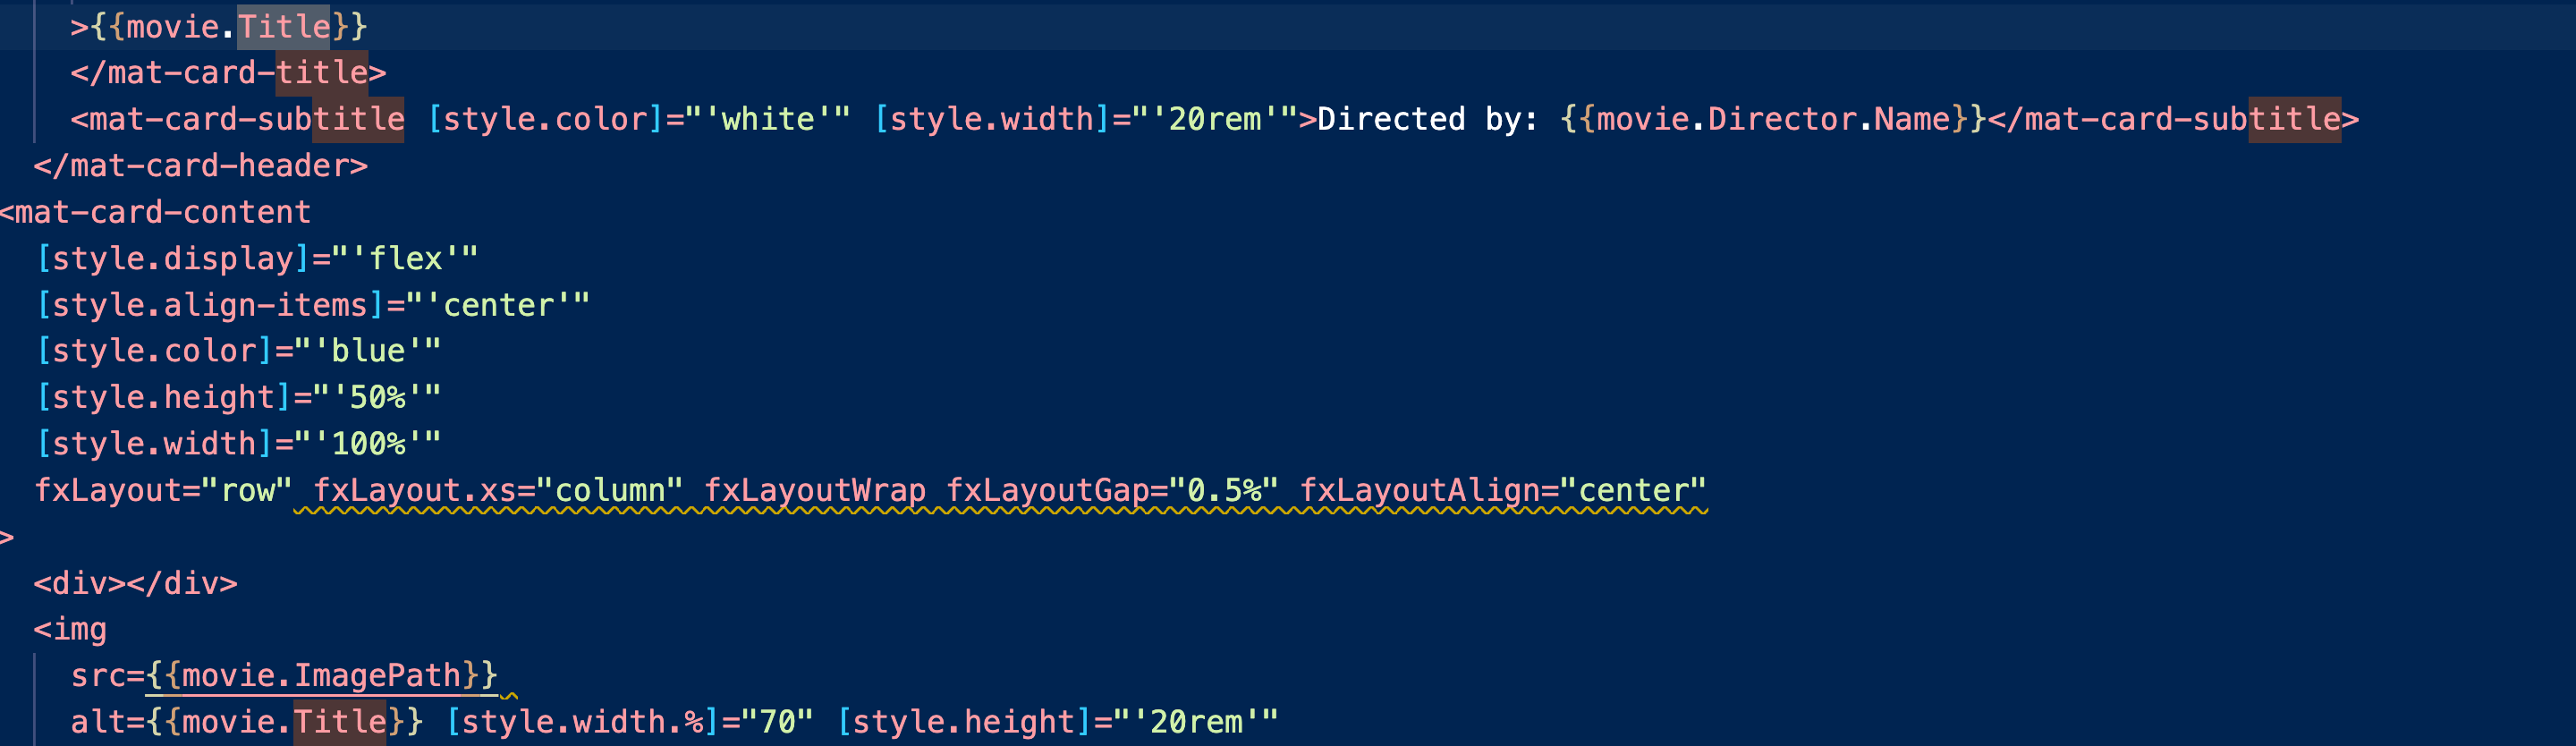 >{{movie.Title}}
</mat-card-title>
<mat-card-subtitle [style.color]="'white'" [style.width]="'20rem'">Directed by: {{movie.Director.Name}}</mat-card-subtitle>
</mat-card-header>
<mat-card-content
[style.display]="'flex'"
[style.align-items]="'center'"
[style.color]="'blue'"
[style.height]="'50%'"
[style.width]="'100%'"
fxLayout="row" fxLayout.xs="column" fxLayoutWrap fxLayoutGap="0.5%" fxLayoutAlign="center"
>
<div></div>
<img
src={{movie.ImagePath}}
alt={{movie.Title}} [style.width.%]="70" [style.height]="'20rem'"